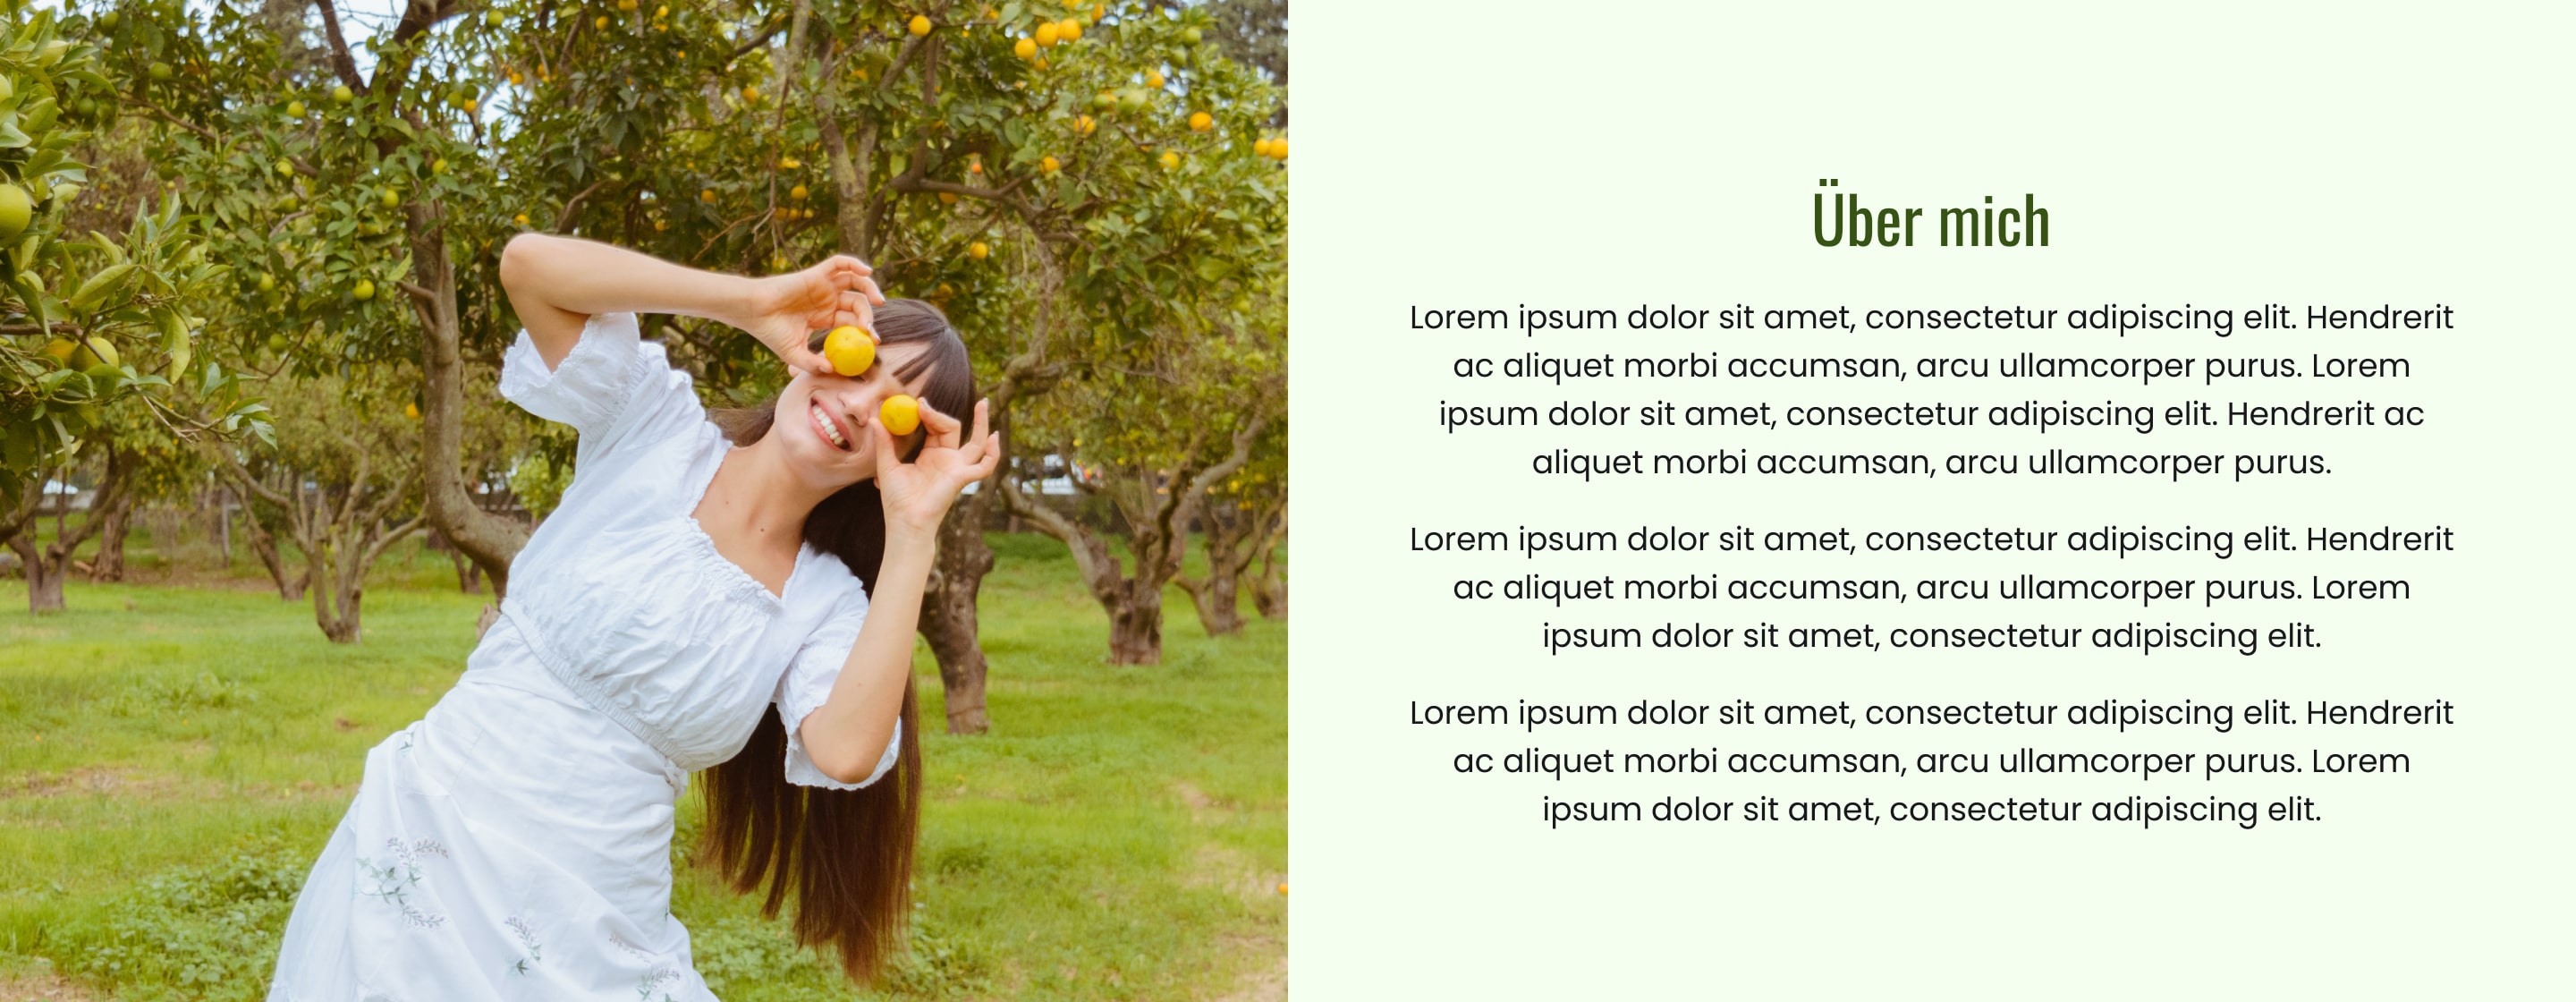 Über mich
Lorem ipsum dolor sit amet, consectetur adipiscing elit. Hendrerit
ac aliquet morbi accumsan, arcu ullamcorper purus. Lorem
ipsum dolor sit amet, consectetur adipiscing elit. Hendrerit ac
aliquet morbi accumsan, arcu ullamcorper purus.
Lorem ipsum dolor sit amet, consectetur adipiscing elit. Hendrerit
ac aliquet morbi accumsan, arcu ullamcorper purus. Lorem
ipsum dolor sit amet, consectetur adipiscing elit.
Lorem ipsum dolor sit amet, consectetur adipiscing elit. Hendrerit
ac aliquet morbi accumsan, arcu ullamcorper purus. Lorem
ipsum dolor sit amet, consectetur adipiscing elit.